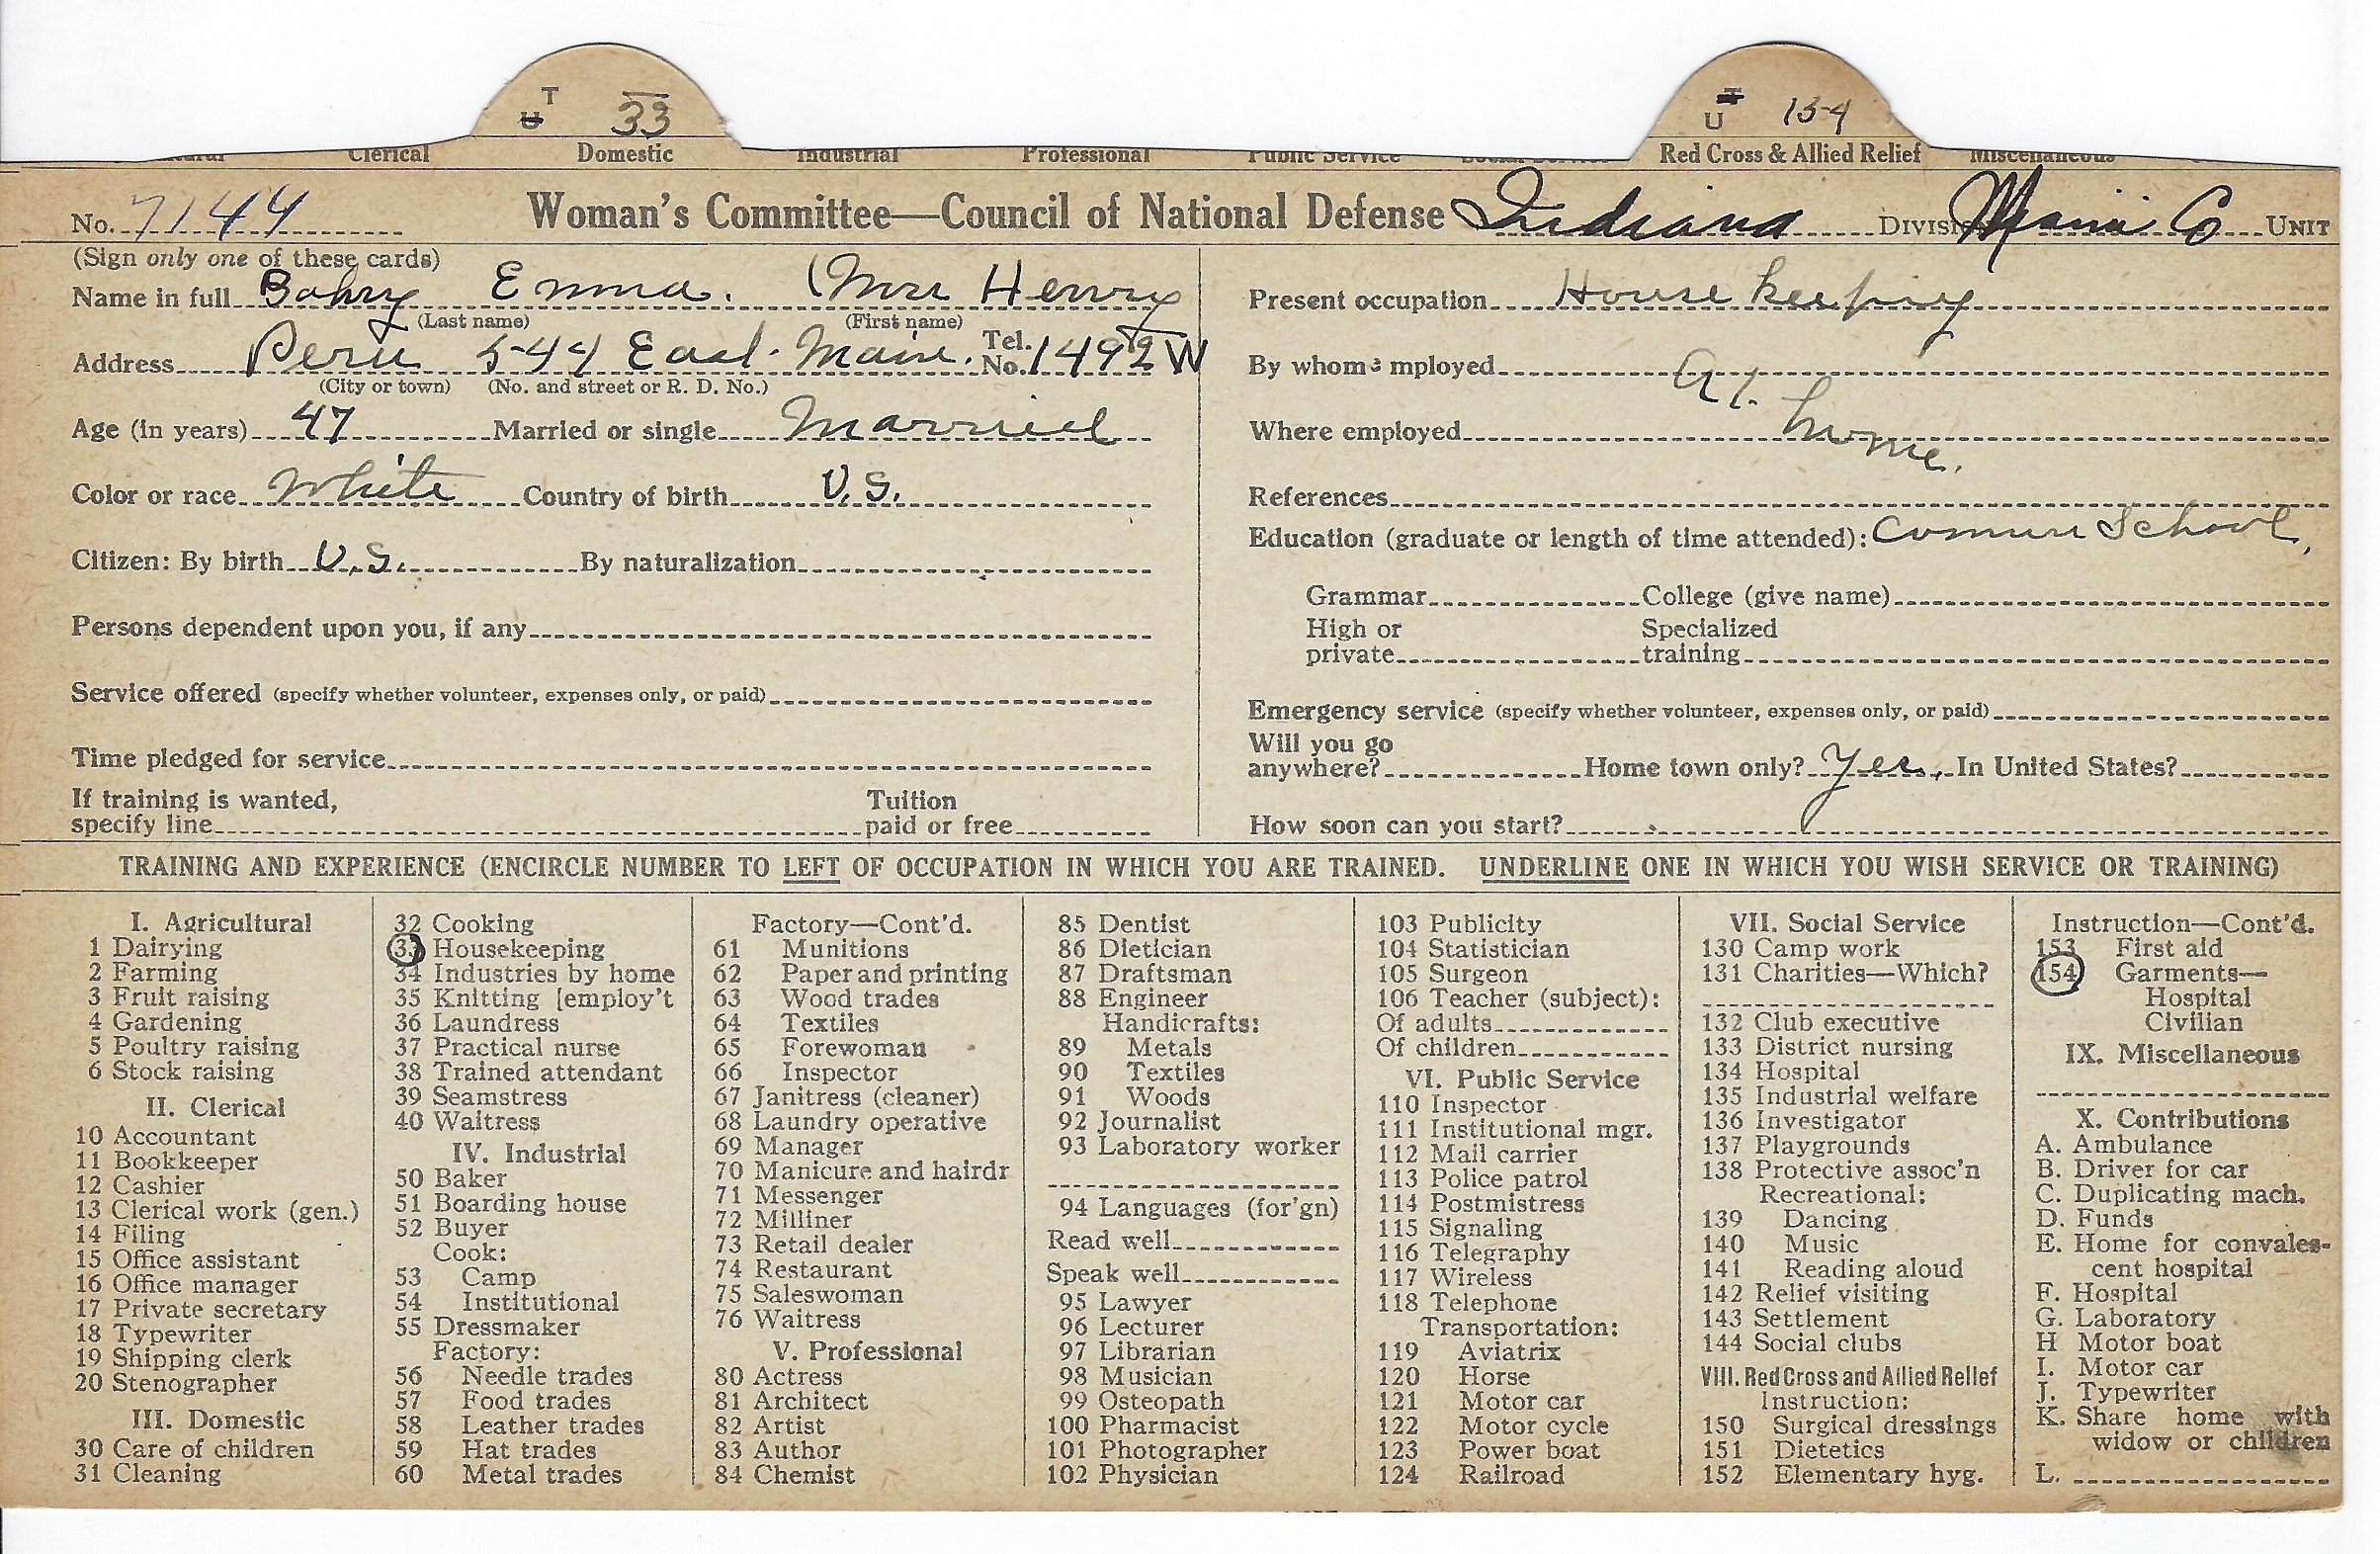 T U 33
T U 154
Clerical Domestic Industrial Professional Public Service Red Cross & Allied Relief Miscellaneous
No. 7144 Woman's Committee—Council of National Defense Indiana Division Miami Co UNIT
(Sign only one of these cards)
Name in full Emma. (Mrs Henry
(Last name) (First name)
Address Peru 544 East Main. Tel. No. 1492 W
(City or town) (No. and street or R. D. No.)
Age (in years) 47 Married or single Married
Color or race White Country of birth U.S.
Citizen: By birth U.S. By naturalization
Persons dependent upon you, if any
Service offered (specify whether volunteer, expenses only, or paid)
Time pledged for service
If training is wanted, specify line Tuition paid or free
Present occupation House keeping
By whom employed At
Where employed home.
References
Education (graduate or length of time attended): Common School.
Grammar College (give name)
High or private Specialized training
Emergency service (specify whether volunteer, expenses only, or paid)
Will you go anywhere? Home town only? Yes. In United States?
How soon can you start?
TRAINING AND EXPERIENCE (ENCIRCLE NUMBER TO LEFT OF OCCUPATION IN WHICH YOU ARE TRAINED. UNDERLINE ONE IN WHICH YOU WISH SERVICE OR TRAINING)
I. Agricultural
1 Dairying
2 Farming
3 Fruit raising
4 Gardening
5 Poultry raising
6 Stock raising
II. Clerical
10 Accountant
11 Bookkeeper
12 Cashier
13 Clerical work (gen.)
14 Filing
15 Office assistant
16 Office manager
17 Private secretary
18 Typewriter
19 Shipping clerk
20 Stenographer
III. Domestic
30 Care of children
31 Cleaning
32 Cooking
33 Housekeeping
34 Industries by home
35 Knitting [employ't
36 Laundress
37 Practical nurse
38 Trained attendant
39 Seamstress
40 Waitress
IV. Industrial
50 Baker
51 Boarding house
52 Buyer
Cook:
53 Camp
54 Institutional
55 Dressmaker
Factory:
56 Needle trades
57 Food trades
58 Leather trades
59 Hat trades
60 Metal trades
Factory—Cont'd.
61 Munitions
62 Paper and printing
63 Wood trades
64 Textiles
65 Forewoman
66 Inspector
67 Janitress (cleaner)
68 Laundry operative
69 Manager
70 Manicure and hairdr
71 Messenger
72 Milliner
73 Retail dealer
74 Restaurant
75 Saleswoman
76 Waitress
V. Professional
80 Actress
81 Architect
82 Artist
83 Author
84 Chemist
85 Dentist
86 Dietician
87 Draftsman
88 Engineer
Handicrafts:
89 Metals
90 Textiles
91 Woods
92 Journalist
93 Laboratory worker
94 Languages (for'gn)
Read well
Speak well
95 Lawyer
96 Lecturer
97 Librarian
98 Musician
99 Osteopath
100 Pharmacist
101 Photographer
102 Physician
103 Publicity
104 Statistician
105 Surgeon
106 Teacher (subject):
Of adults
Of children
VI. Public Service
110 Inspector
111 Institutional mgr.
112 Mail carrier
113 Police patrol
114 Postmistress
115 Signaling
116 Telegraphy
117 Wireless
118 Telephone
Transportation:
119 Aviatrix
120 Horse
121 Motor car
122 Motor cycle
123 Power boat
124 Railroad
VII. Social Service
130 Camp work
131 Charities—Which?
132 Club executive
133 District nursing
134 Hospital
135 Industrial welfare
136 Investigator
137 Playgrounds
138 Protective assoc'n
Recreational:
139 Dancing
140 Music
141 Reading aloud
142 Relief visiting
143 Settlement
144 Social clubs
VIII. Red Cross and Allied Relief
Instruction:
150 Surgical dressings
151 Dietetics
152 Elementary hyg.
Instruction—Cont'd.
153 First aid
154 Garments—
Hospital
Civilian
IX. Miscellaneous
X. Contributions
A. Ambulance
B. Driver for car
C. Duplicating mach.
D. Funds
E. Home for convales-
cent hospital
F. Hospital
G. Laboratory
H Motor boat
I. Motor car
J. Typewriter
K. Share home with
widow or children
L.